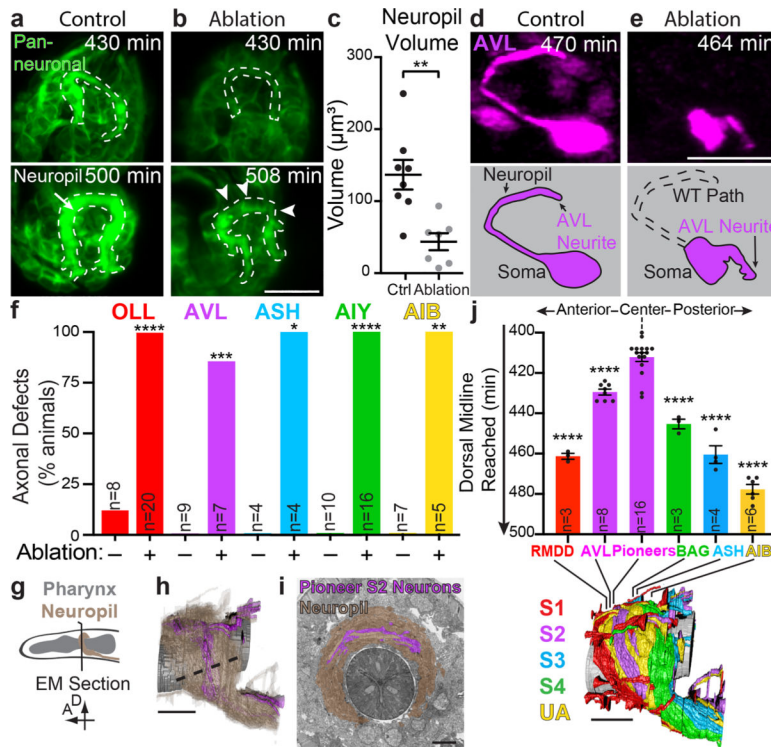 a Control
430 min
Pan-
neuronal
Neuropil
500 min
b Ablation
430 min
508 min
c Neuropil
Volume
**
Volume (µm³)
300
200
100
0
Ctrl Ablation
d Control
AVL 470 min
Neuropil
AVL
Neurite
Soma
e Ablation
464 min
WT Path
AVL Neurite
Soma
f
OLL AVL ASH AIY AIB
Axonal Defects
(% animals)
100
75
50
25
0
**** *** * **** **
n=8 n=20 n=9 n=7 n=4 n=4 n=10 n=16 n=7 n=5
Ablation: – + – + – + – + – +
g
Pharynx
Neuropil
EM Section
D
A
h
i
Pioneer S2 Neurons
Neuropil
j
Anterior-Center-Posterior
Dorsal Midline
Reached (min)
400
420
440
460
480
500
**** **** **** **** ****
n=3 n=8 n=16 n=3 n=4 n=6
RMDD AVL Pioneers BAG ASH AIB
S1
S2
S3
S4
UA